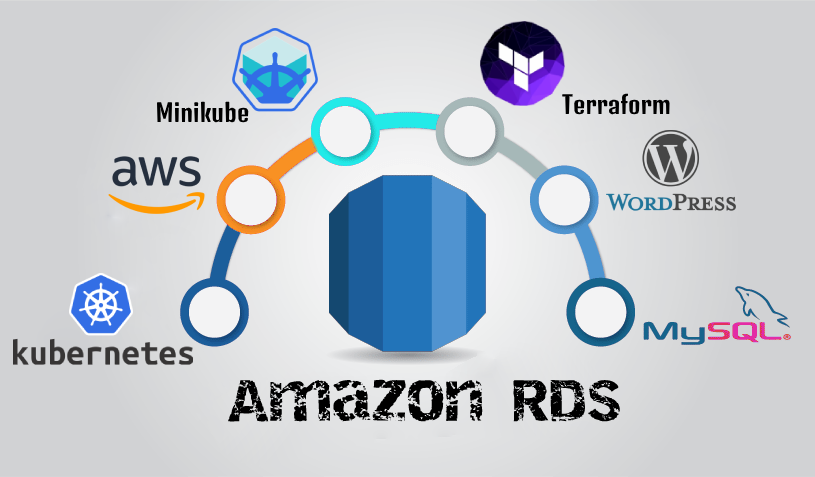 Minikube
Terraform
aws
WORDPRESS
kubernetes
MySQL®
Amazon RDS